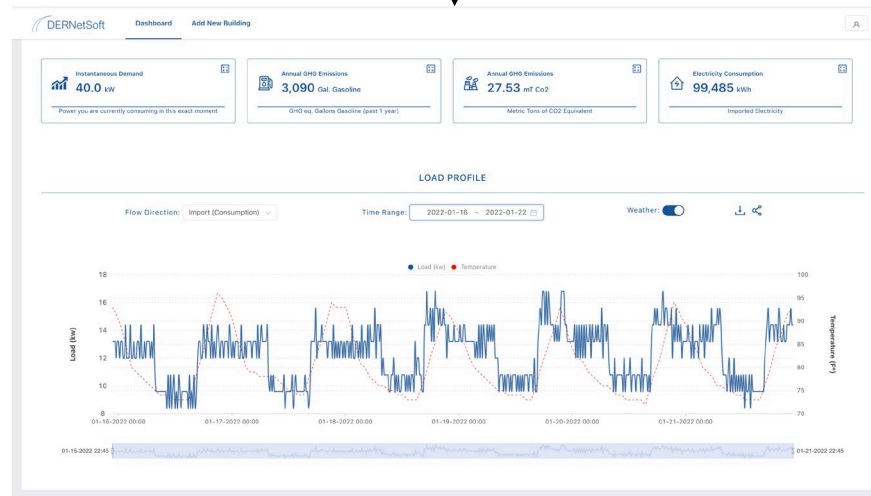 DERNetSoft Dashboard Add New Building
Instantaneous Demand
40.0 kW
Power you are currently consuming in this exact moment
Annual GHG Emissions
3,090 Gal. Gasoline
GHG eq. Gallons Gasoline (past 1 year)
Annual GHG Emissions
27.53 mT Co2
Metric Tons of CO2 Equivalent
Electricity Consumption
99,485 kWh
Imported Electricity
LOAD PROFILE
Flow Direction: Import (Consumption) Time Range: 2022-01-16 ~ 2022-01-22 Weather:
Load (kw) Temperature
18 100
16 95
90
14 85
12 80
10 75
8 70
Load (kw)
Temperature (F°)
01-16-2022 00:00 01-17-2022 00:00 01-18-2022 00:00 01-19-2022 00:00 01-20-2022 00:00 01-21-2022 00:00
01-15-2022 22:45 01-21-2022 22:45